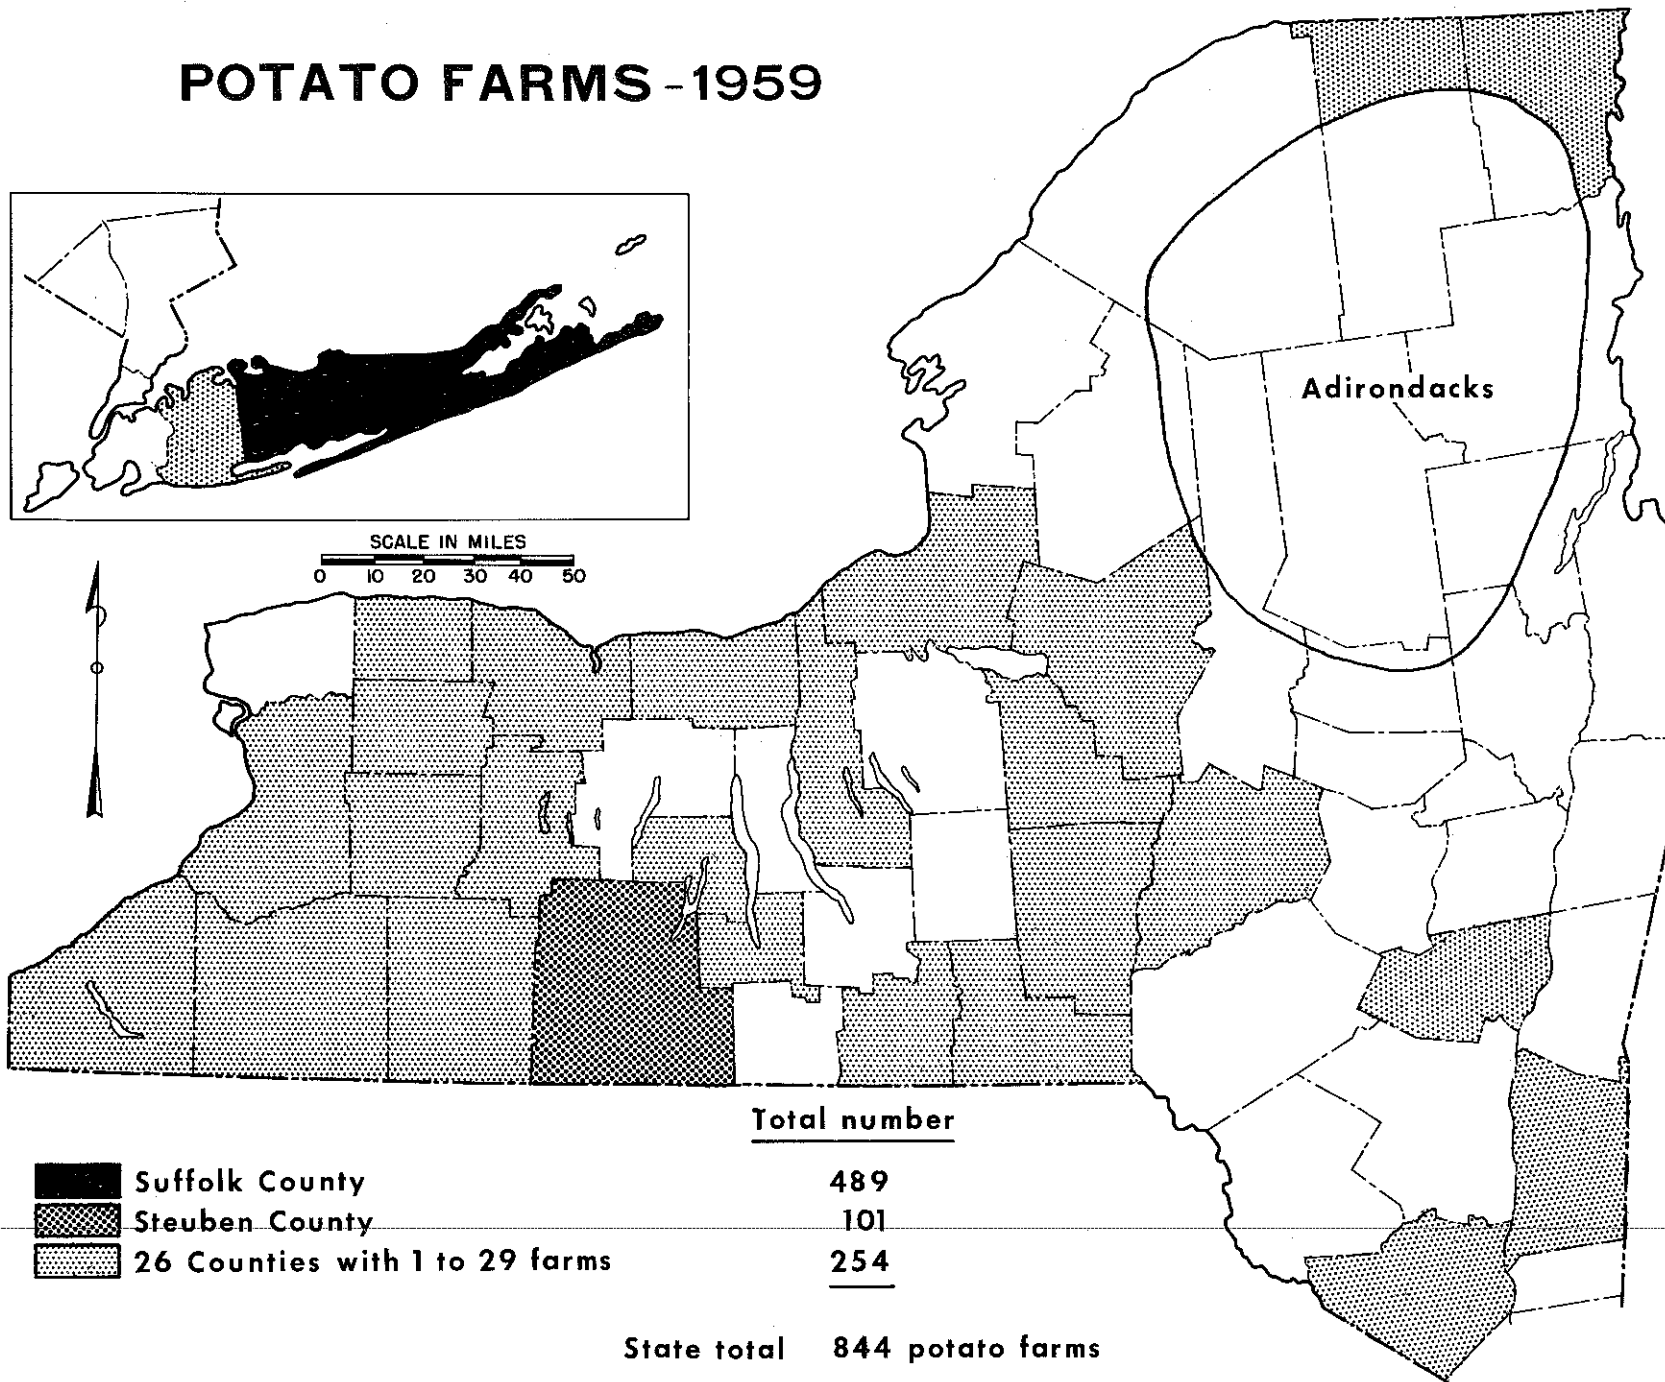 POTATO FARMS - 1959
SCALE IN MILES
0 10 20 30 40 50
Adirondacks
Total number
Suffolk County 489
Steuben County 101
26 Counties with 1 to 29 farms 254
State total 844 potato farms